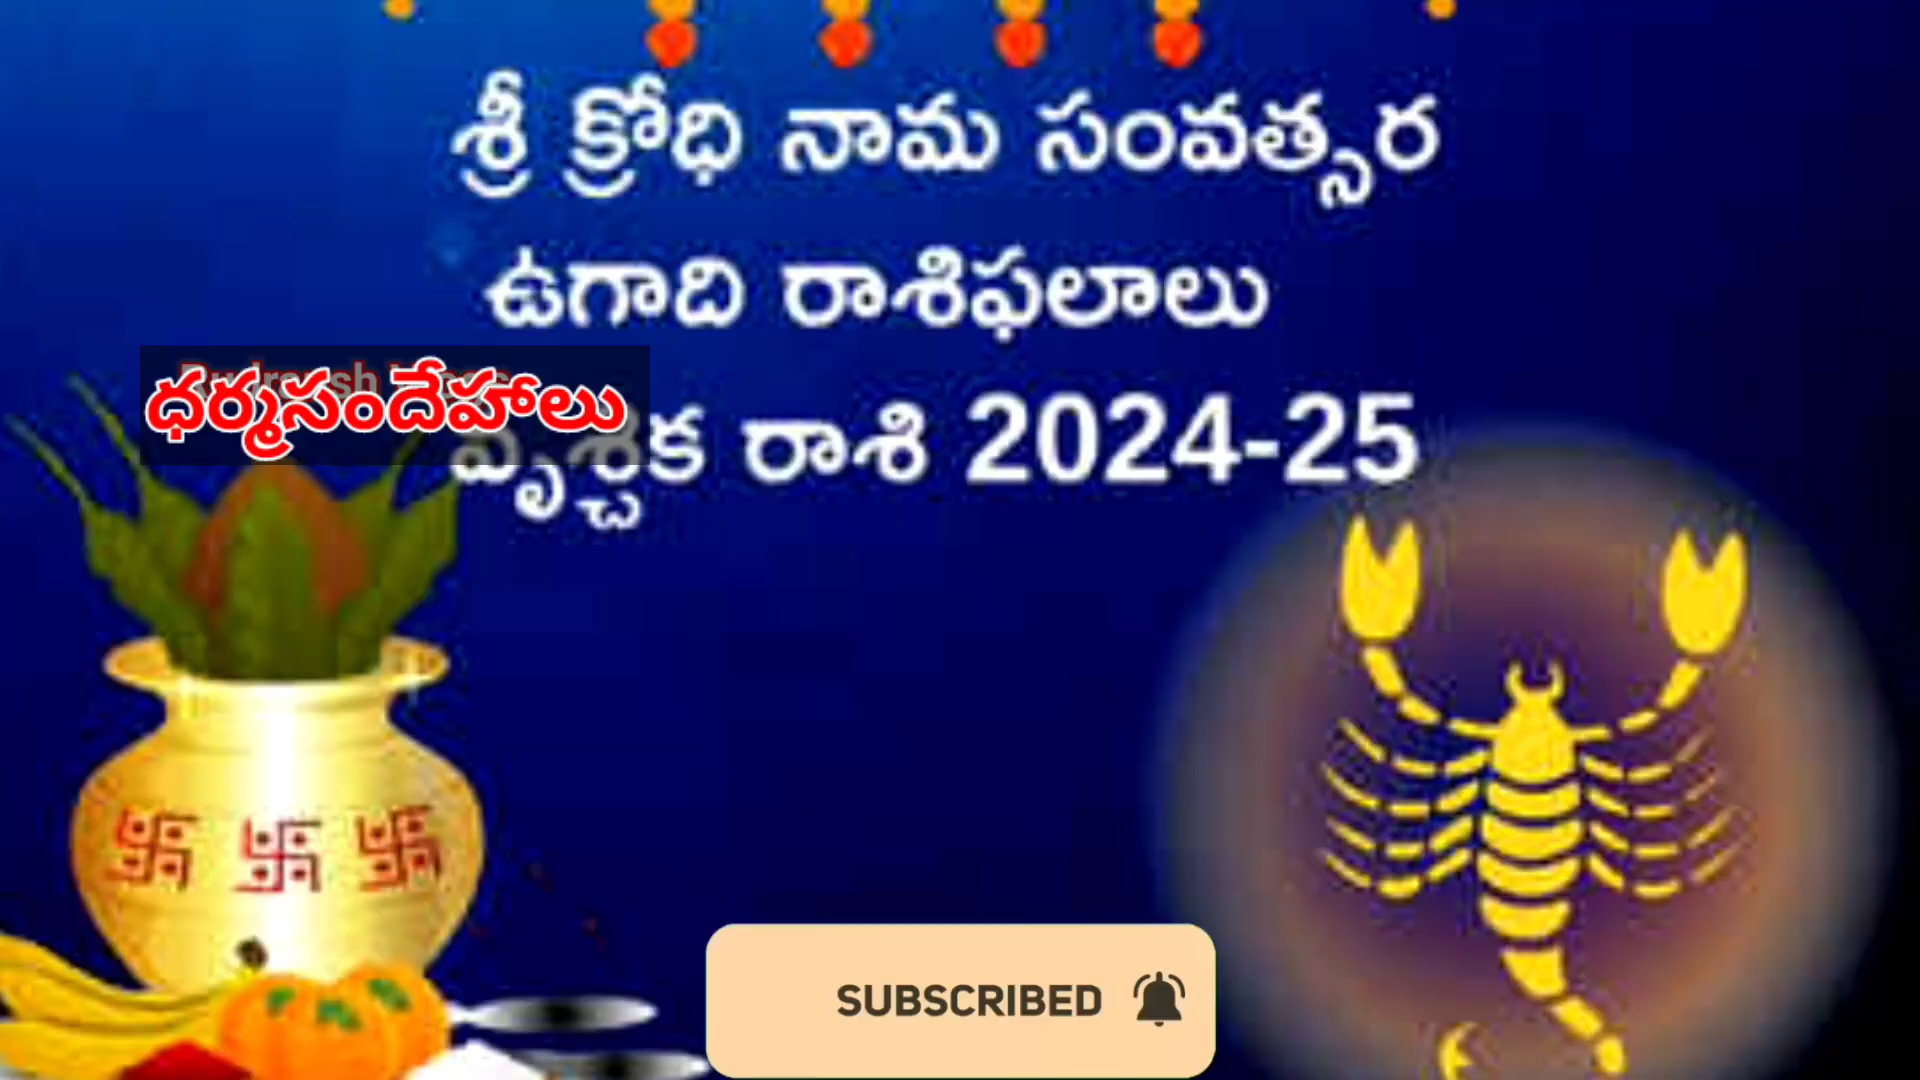 శ్రీ క్రోధి నామ సంవత్సర
ఉగాది రాశిఫలాలు
ధర్మసందేహాలు
వృశ్చిక రాశి 2024-25
SUBSCRIBED